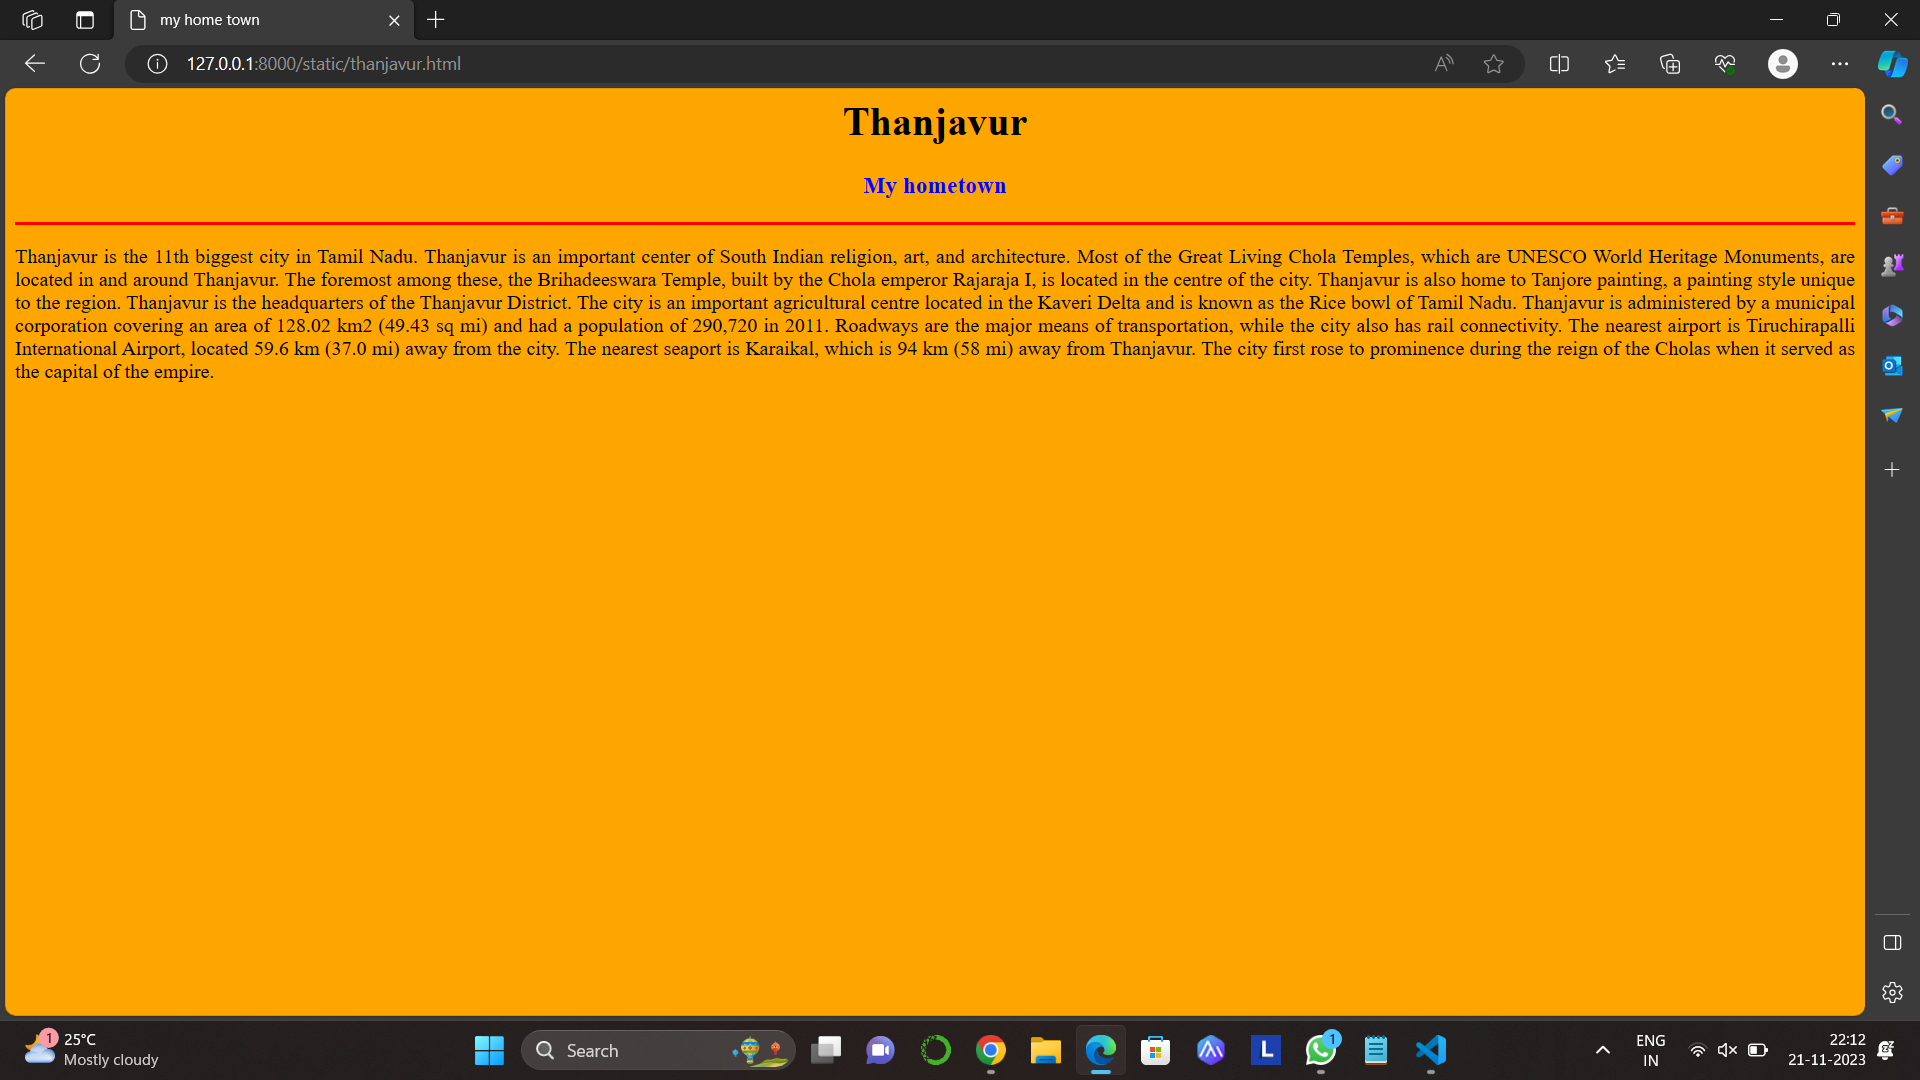 my home town
127.0.0.1:8000/static/thanjavur.html
Thanjavur
My hometown
Thanjavur is the 11th biggest city in Tamil Nadu. Thanjavur is an important center of South Indian religion, art, and architecture. Most of the Great Living Chola Temples, which are UNESCO World Heritage Monuments, are
located in and around Thanjavur. The foremost among these, the Brihadeeswara Temple, built by the Chola emperor Rajaraja I, is located in the centre of the city. Thanjavur is also home to Tanjore painting, a painting style unique
to the region. Thanjavur is the headquarters of the Thanjavur District. The city is an important agricultural centre located in the Kaveri Delta and is known as the Rice bowl of Tamil Nadu. Thanjavur is administered by a municipal
corporation covering an area of 128.02 km2 (49.43 sq mi) and had a population of 290,720 in 2011. Roadways are the major means of transportation, while the city also has rail connectivity. The nearest airport is Tiruchirapalli
International Airport, located 59.6 km (37.0 mi) away from the city. The nearest seaport is Karaikal, which is 94 km (58 mi) away from Thanjavur. The city first rose to prominence during the reign of the Cholas when it served as
the capital of the empire.
1
25°C
Mostly cloudy
Search
L
1
ENG
IN
22:12
21-11-2023